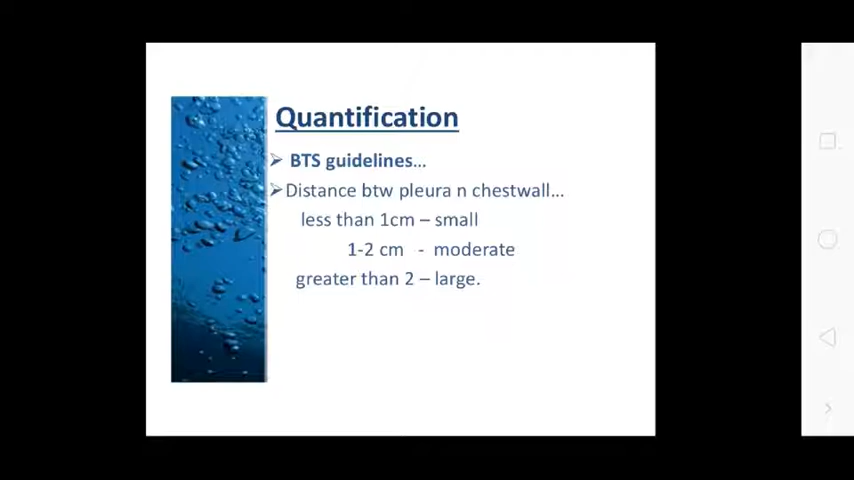 Quantification
BTS guidelines...
Distance btw pleura n chestwall...
less than 1cm – small
1-2 cm - moderate
greater than 2 – large.